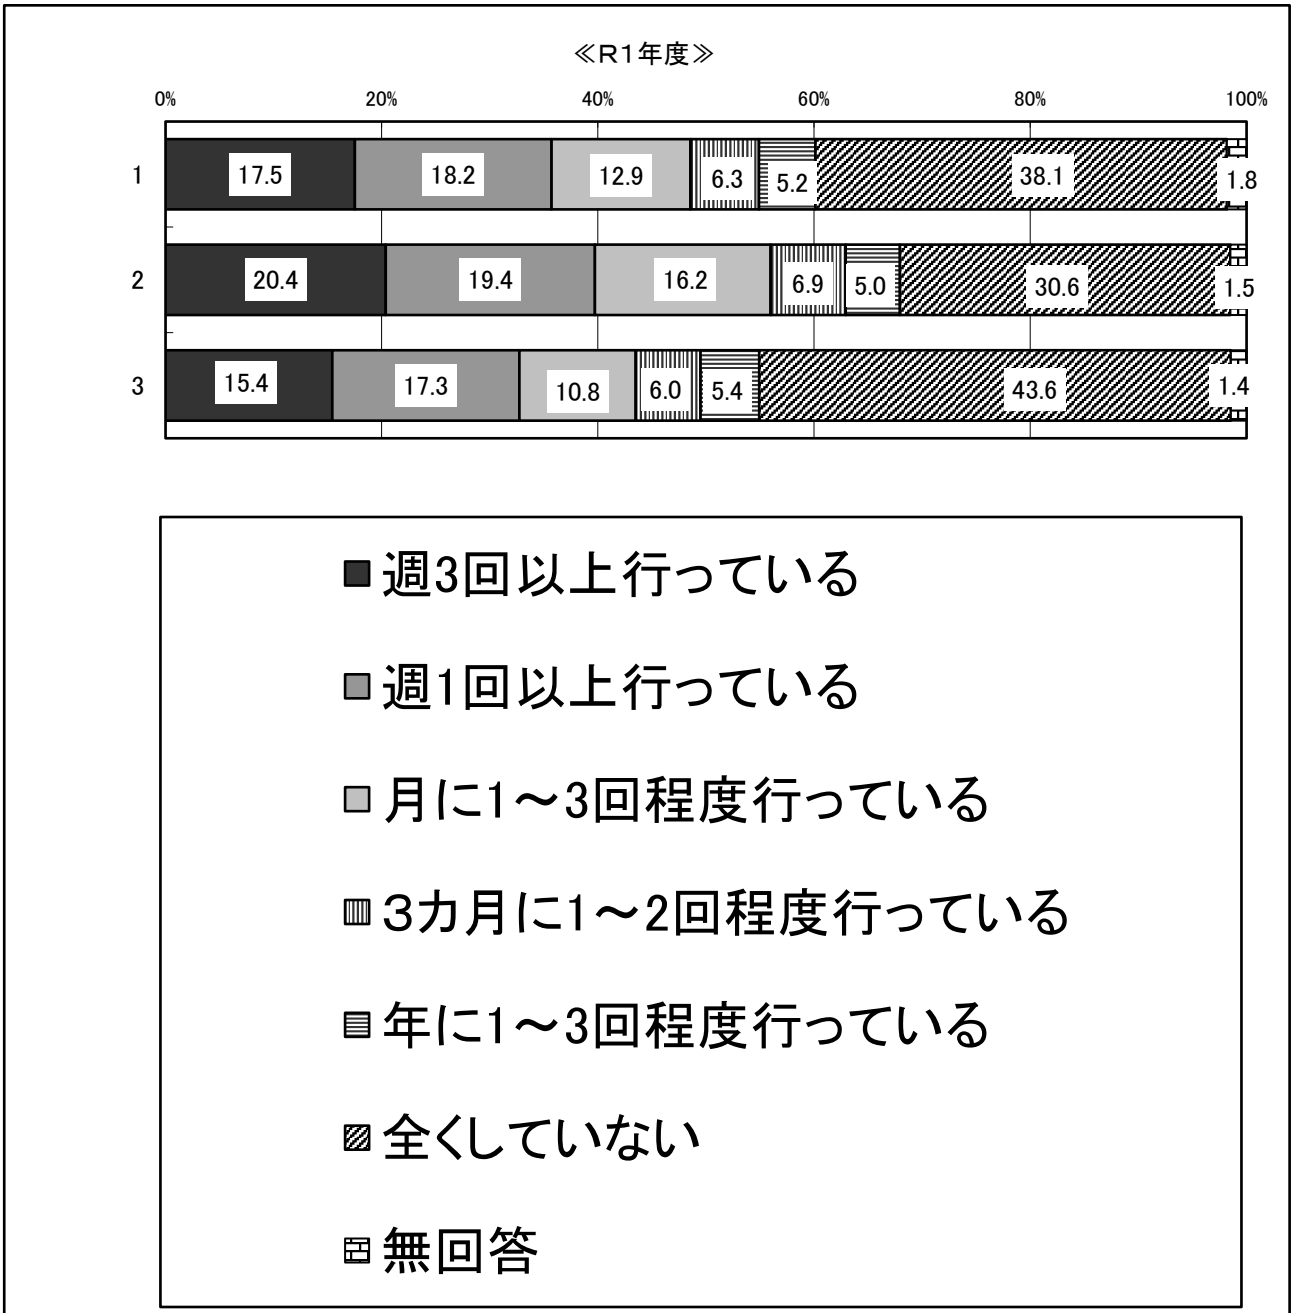 ≪R1年度≫
0% 20% 40% 60% 80% 100%
1 17.5 18.2 12.9 6.3 5.2 38.1 1.8
2 20.4 19.4 16.2 6.9 5.0 30.6 1.5
3 15.4 17.3 10.8 6.0 5.4 43.6 1.4
週3回以上行っている
週1回以上行っている
月に1～3回程度行っている
３カ月に1～2回程度行っている
年に1～3回程度行っている
全くしていない
無回答